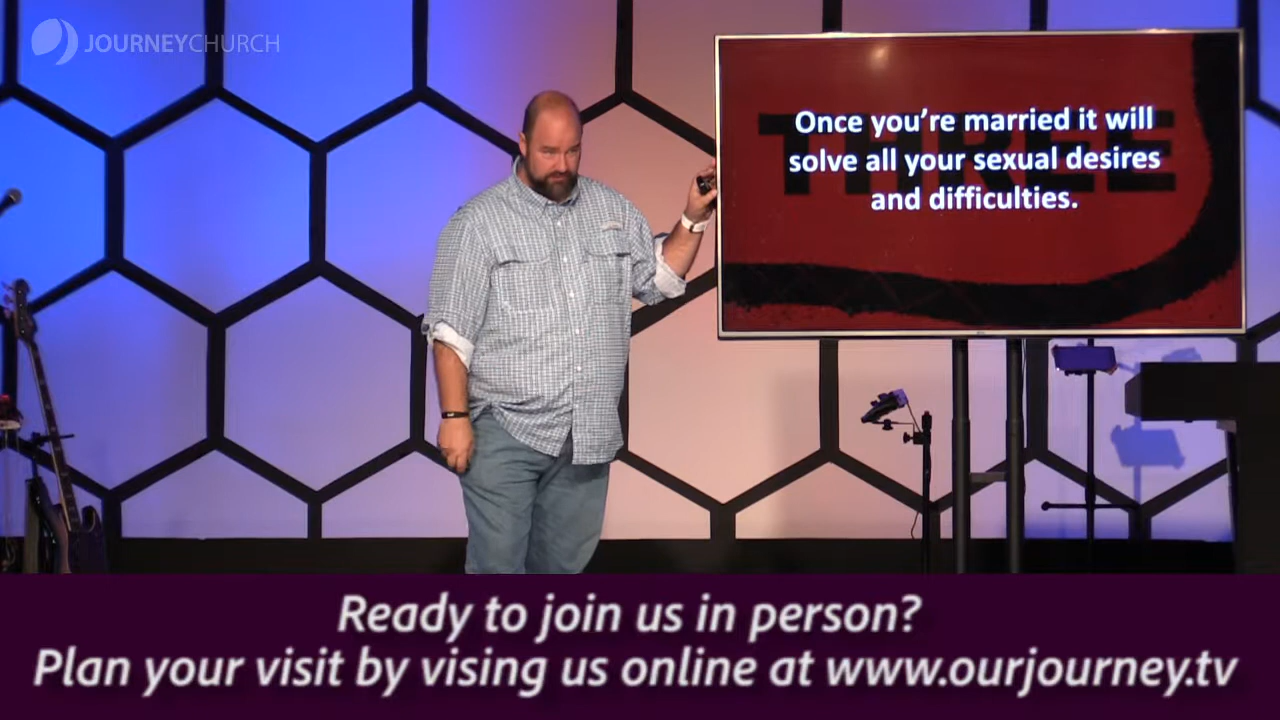 JOURNEYCHURCH
THREE
Once you're married it will
solve all your sexual desires
and difficulties.
Ready to join us in person?
Plan your visit by vising us online at www.ourjourney.tv